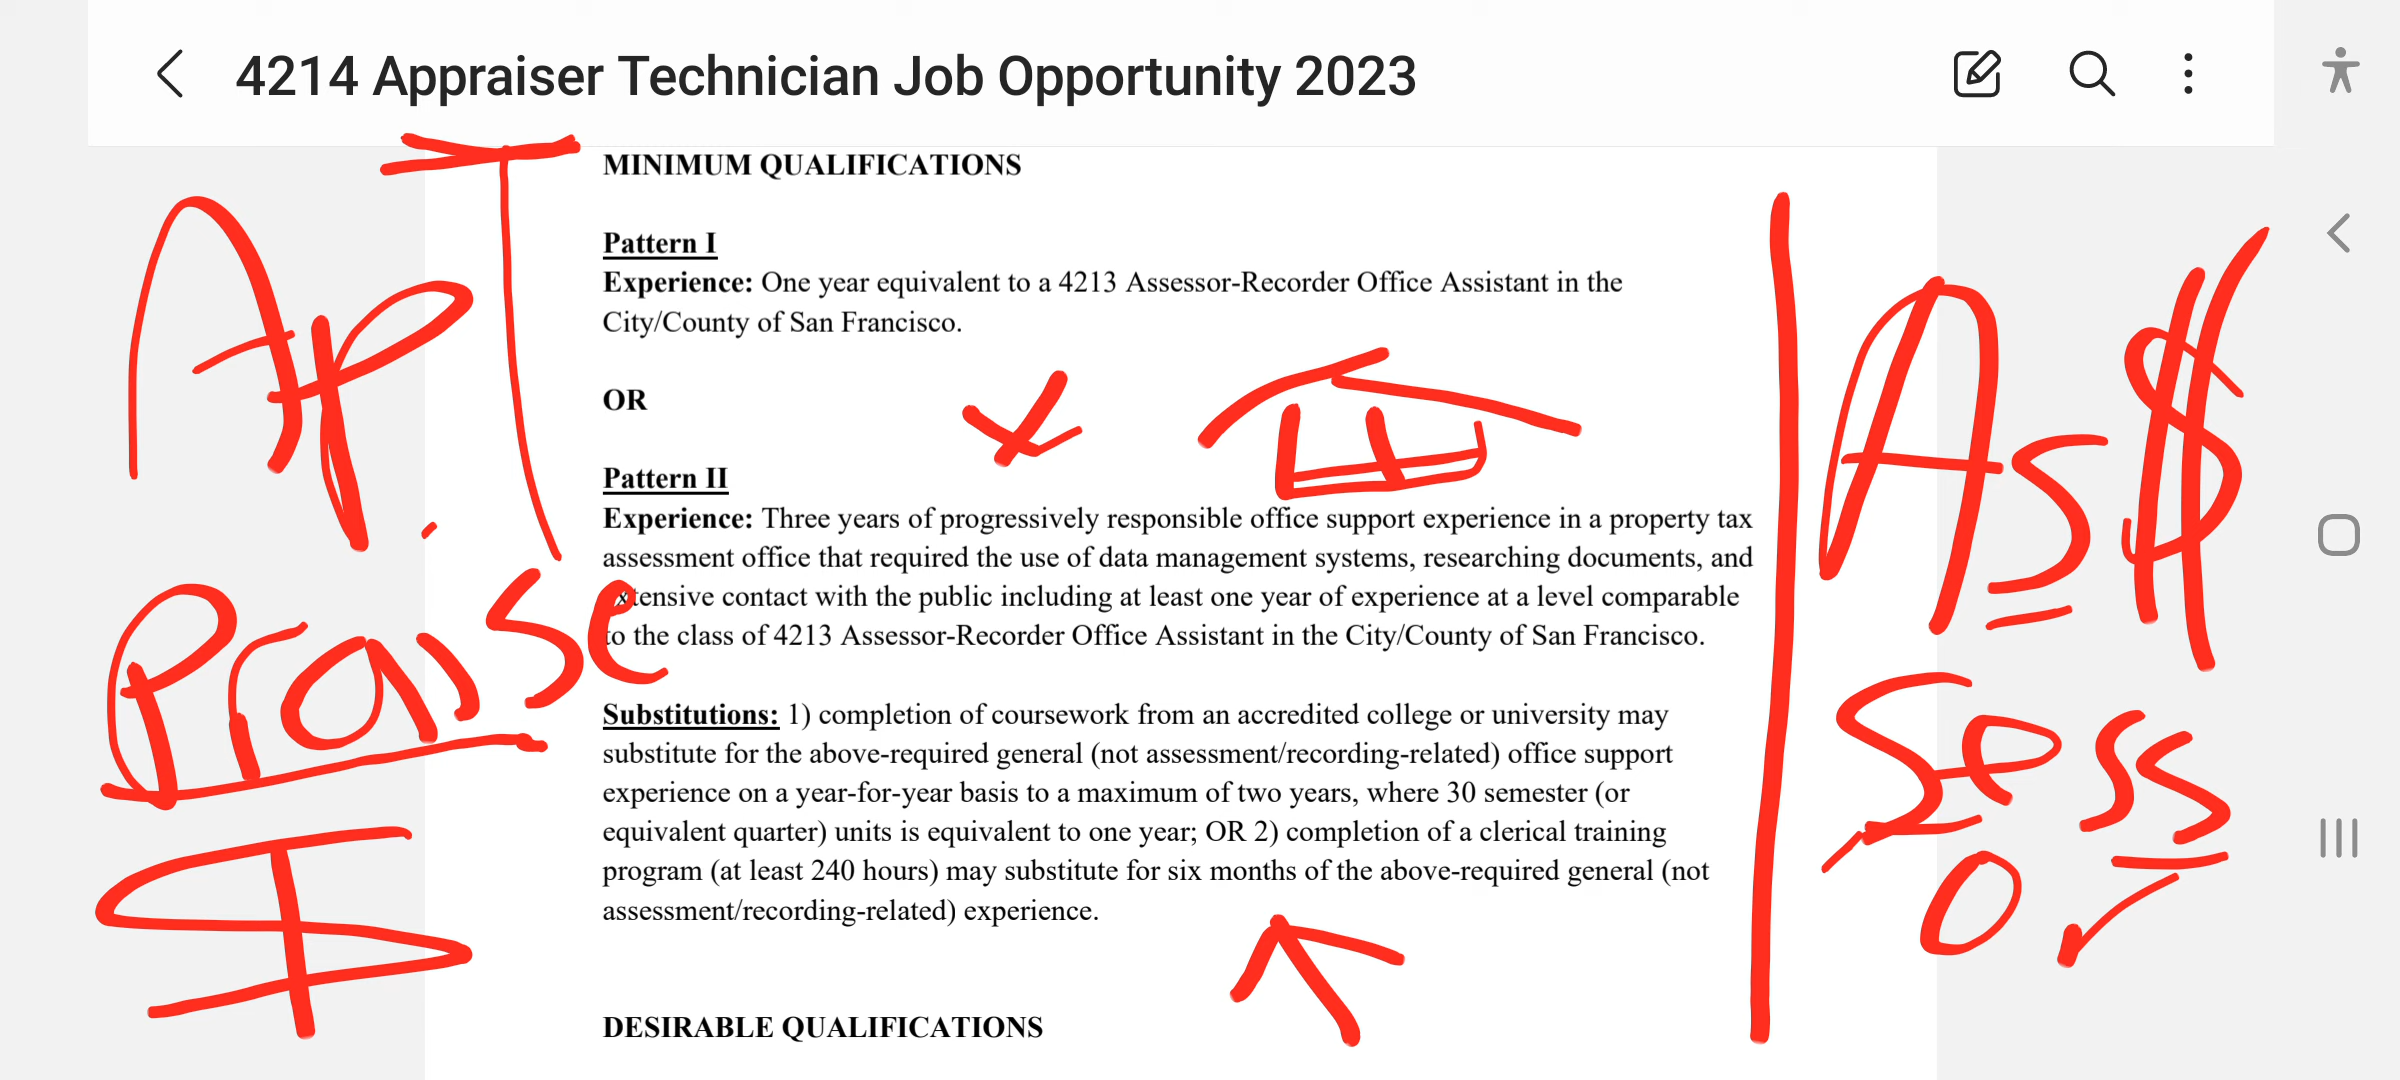 4214 Appraiser Technician Job Opportunity 2023
MINIMUM QUALIFICATIONS
Pattern I
Experience: One year equivalent to a 4213 Assessor-Recorder Office Assistant in the
City/County of San Francisco.
OR
Pattern II
Experience: Three years of progressively responsible office support experience in a property tax
assessment office that required the use of data management systems, researching documents, and
extensive contact with the public including at least one year of experience at a level comparable
to the class of 4213 Assessor-Recorder Office Assistant in the City/County of San Francisco.
Substitutions: 1) completion of coursework from an accredited college or university may
substitute for the above-required general (not assessment/recording-related) office support
experience on a year-for-year basis to a maximum of two years, where 30 semester (or
equivalent quarter) units is equivalent to one year; OR 2) completion of a clerical training
program (at least 240 hours) may substitute for six months of the above-required general (not
assessment/recording-related) experience.
DESIRABLE QUALIFICATIONS
Ap
Praise
$
As$
Sess
or